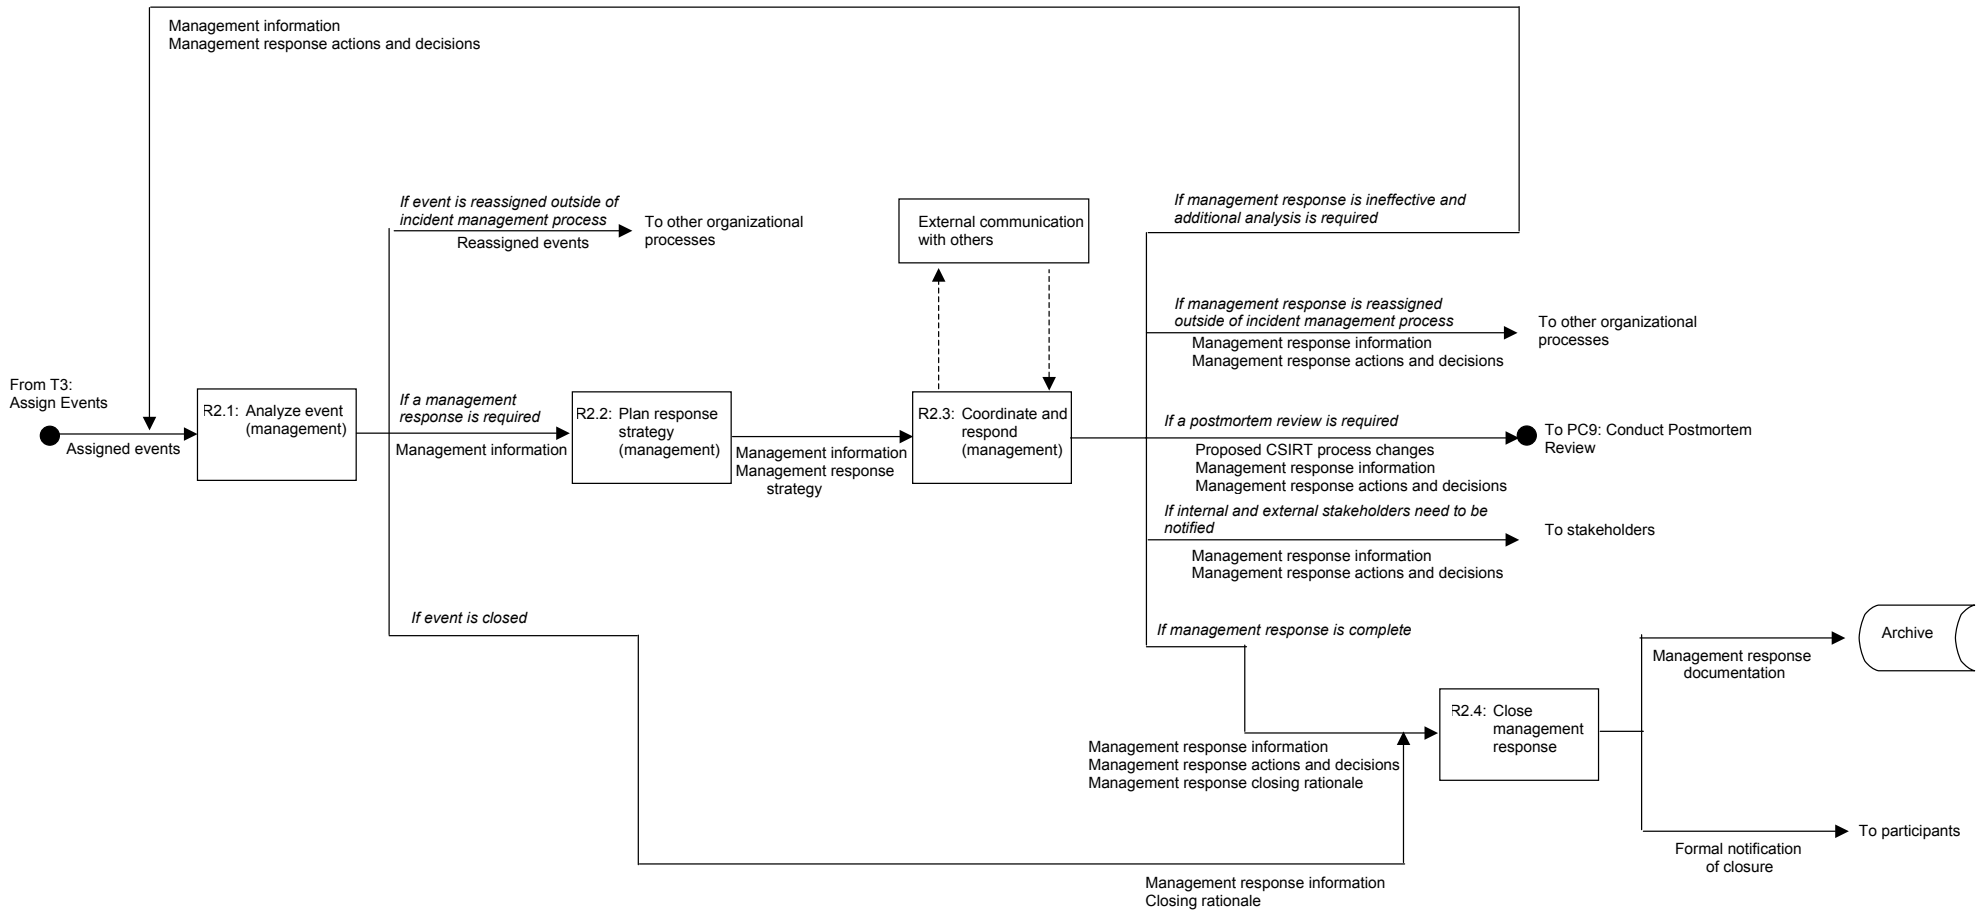 Management information
Management response actions and decisions
If event is reassigned outside of
incident management process
Reassigned events
To other organizational
processes
External communication
with others
If management response is ineffective and
additional analysis is required
If management response is reassigned
outside of incident management process
Management response information
Management response actions and decisions
To other organizational
processes
From T3:
Assign Events
Assigned events
R2.1: Analyze event
(management)
If a management
response is required
Management information
R2.2: Plan response
strategy
(management)
Management information
Management response
strategy
R2.3: Coordinate and
respond
(management)
If a postmortem review is required
Proposed CSIRT process changes
Management response information
Management response actions and decisions
To PC9: Conduct Postmortem
Review
If internal and external stakeholders need to be
notified
Management response information
Management response actions and decisions
To stakeholders
If event is closed
If management response is complete
Management response information
Management response actions and decisions
Management response closing rationale
R2.4: Close
management
response
Management response
documentation
Archive
Formal notification
of closure
To participants
Management response information
Closing rationale